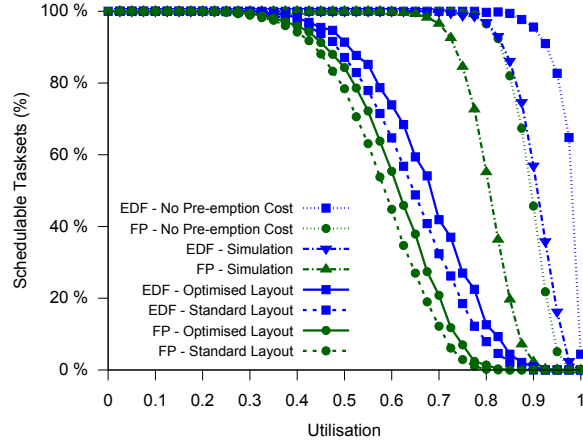 100 %
80 %
60 %
40 %
20 %
0 %
Schedulable Tasksets (%)
EDF - No Pre-emption Cost
FP - No Pre-emption Cost
EDF - Simulation
FP - Simulation
EDF - Optimised Layout
EDF - Standard Layout
FP - Optimised Layout
FP - Standard Layout
0 0.1 0.2 0.3 0.4 0.5 0.6 0.7 0.8 0.9 1
Utilisation